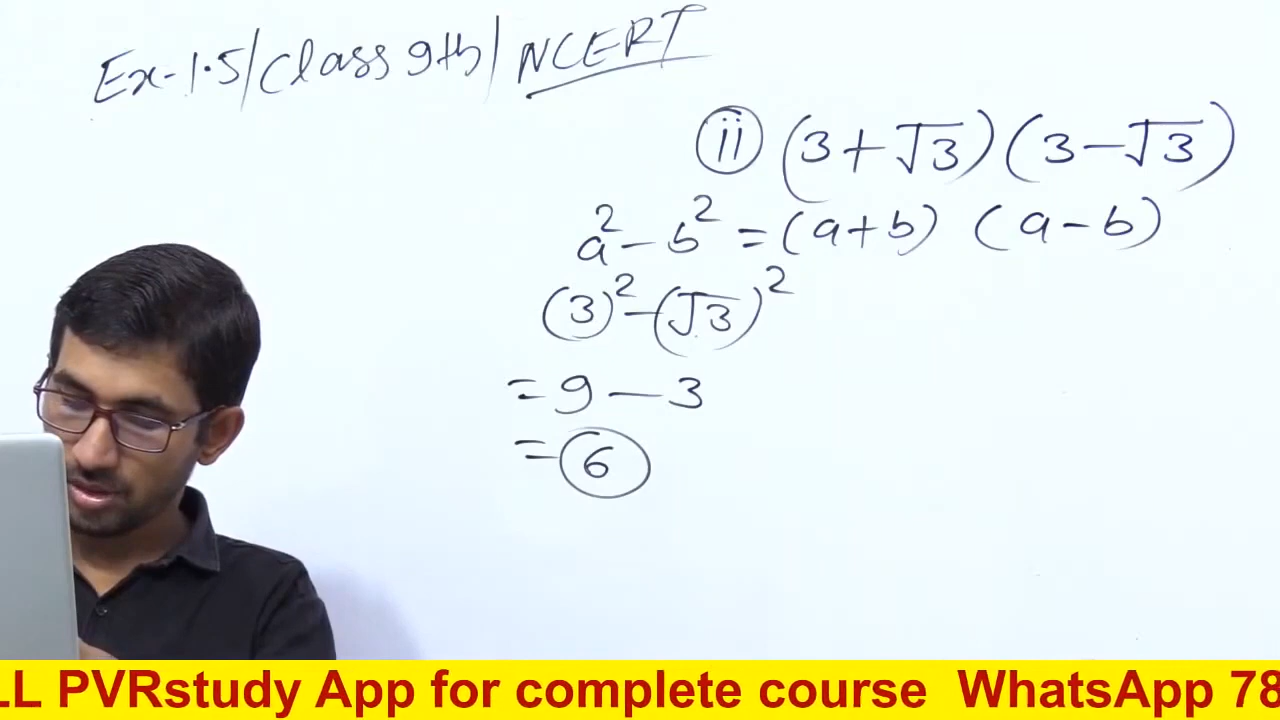 Ex-1.5/Class 9th/NCERT
(ii) (3+√3)(3-√3)
a²-b²=(a+b) (a-b)
(3)²-(√3)²
=9-3
=6
LL PVRstudy App for complete course WhatsApp 78